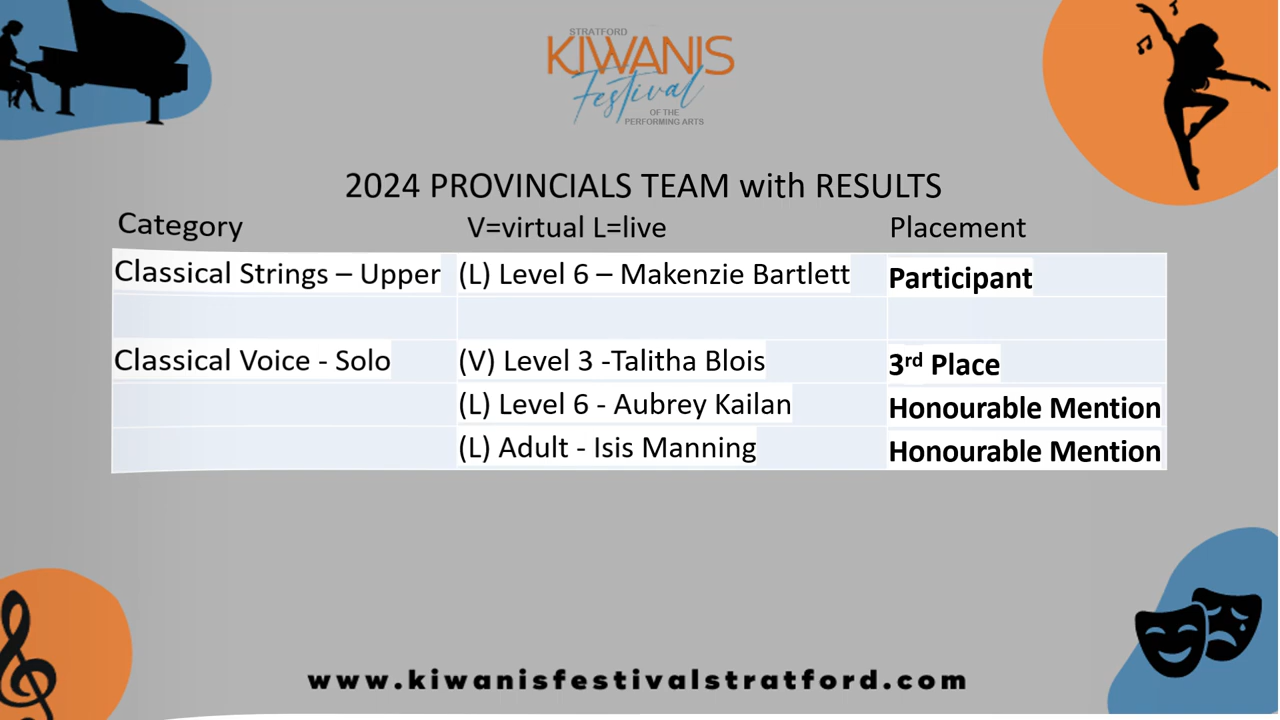 STRATFORD
KIWANIS
Festival
OF THE
PERFORMING ARTS
2024 PROVINCIALS TEAM with RESULTS
Category V=virtual L=live Placement
Classical Strings – Upper (L) Level 6 – Makenzie Bartlett Participant
Classical Voice - Solo (V) Level 3 -Talitha Blois 3rd Place
(L) Level 6 - Aubrey Kailan Honourable Mention
(L) Adult - Isis Manning Honourable Mention
www.kiwanisfestivalstratford.com